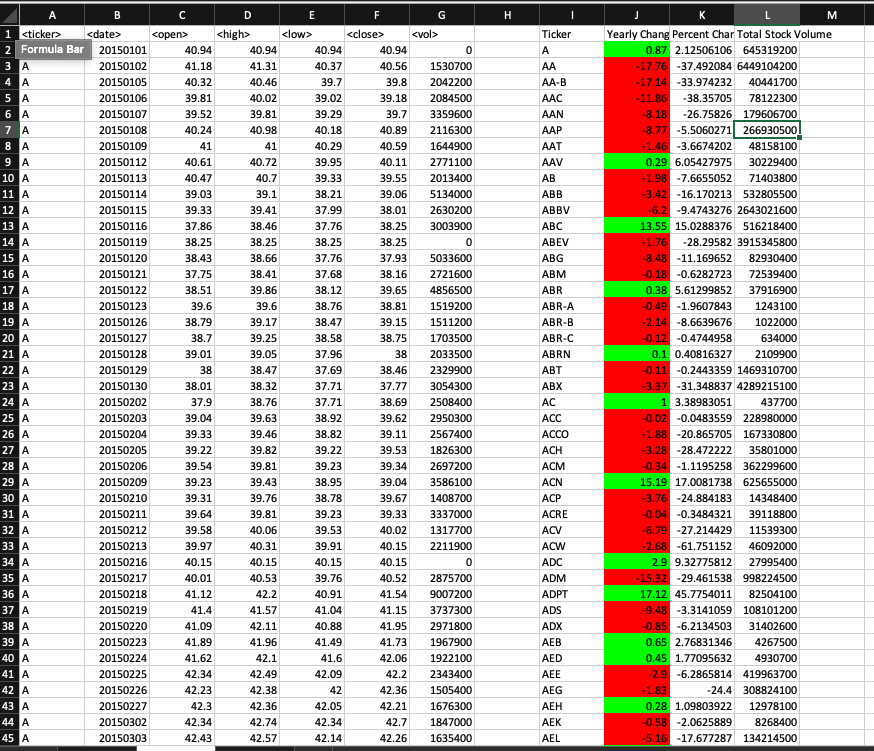 A B C D E F G H I J K L M
1 <ticker> <date> <open> <high> <low> <close> <vol> Ticker Yearly Chang Percent Char Total Stock Volume
2 Formula Bar 20150101 40.94 40.94 40.94 40.94 0 A 0.87 2.12506106 645319200
3 A 20150102 41.18 41.31 40.37 40.56 1530700 AA -17.76 -37.492084 6449104200
4 A 20150105 40.32 40.46 39.7 39.8 2042200 AA-B -17.14 -33.974232 40441700
5 A 20150106 39.81 40.02 39.02 39.18 2084500 AAC -11.86 -38.35705 78122300
6 A 20150107 39.52 39.81 39.29 39.7 3359600 AAN -8.18 -26.75826 179606700
7 A 20150108 40.24 40.98 40.18 40.89 2116300 AAP -8.77 -5.5060271 266930500
8 A 20150109 41 41 40.29 40.59 1644900 AAT -1.46 -3.6674202 48158100
9 A 20150112 40.61 40.72 39.95 40.11 2771100 AAV 0.29 6.05427975 30229400
10 A 20150113 40.47 40.7 39.33 39.55 2013400 AB -1.98 -7.6655052 71403800
11 A 20150114 39.03 39.1 38.21 39.06 5134000 ABB -3.42 -16.170213 532805500
12 A 20150115 39.33 39.41 37.99 38.01 2630200 ABBV -6.2 -9.4743276 2643021600
13 A 20150116 37.86 38.46 37.76 38.25 3003900 ABC 13.55 15.0288376 516218400
14 A 20150119 38.25 38.25 38.25 38.25 0 ABEV -1.76 -28.29582 3915345800
15 A 20150120 38.43 38.66 37.76 37.93 5033600 ABG -8.48 -11.169652 82930400
16 A 20150121 37.75 38.41 37.68 38.16 2721600 ABM -0.18 -0.6282723 72539400
17 A 20150122 38.51 39.86 38.12 39.65 4856500 ABR 0.38 5.61299852 37916900
18 A 20150123 39.6 39.6 38.76 38.81 1519200 ABR-A -0.49 -1.9607843 1243100
19 A 20150126 38.79 39.17 38.47 39.15 1511200 ABR-B -2.14 -8.6639676 1022000
20 A 20150127 38.7 39.25 38.58 38.75 1703500 ABR-C -0.12 -0.4744958 634000
21 A 20150128 39.01 39.05 37.96 38 2033500 ABRN 0.1 0.40816327 2109900
22 A 20150129 38 38.47 37.69 38.46 2329900 ABT -0.11 -0.2443359 1469310700
23 A 20150130 38.01 38.32 37.71 37.77 3054300 ABX -3.37 -31.348837 4289215100
24 A 20150202 37.9 38.76 37.71 38.69 2508400 AC 1 3.38983051 437700
25 A 20150203 39.04 39.63 38.92 39.62 2950300 ACC -0.02 -0.0483559 228980000
26 A 20150204 39.33 39.46 38.82 39.11 2567400 ACCO -1.88 -20.865705 167330800
27 A 20150205 39.22 39.82 39.22 39.53 1826300 ACH -3.28 -28.472222 35801000
28 A 20150206 39.54 39.81 39.23 39.34 2697200 ACM -0.34 -1.1195258 362299600
29 A 20150209 39.23 39.43 38.95 39.04 3586100 ACN 15.19 17.0081738 625655000
30 A 20150210 39.31 39.76 38.78 39.67 1408700 ACP -3.76 -24.884183 14348400
31 A 20150211 39.64 39.81 39.23 39.33 3337000 ACRE -0.04 -0.3484321 39118800
32 A 20150212 39.58 40.06 39.53 40.02 1317700 ACV -6.79 -27.214429 11539300
33 A 20150213 39.97 40.31 39.91 40.15 2211900 ACW -2.68 -61.751152 46092000
34 A 20150216 40.15 40.15 40.15 40.15 0 ADC 2.9 9.32775812 27995400
35 A 20150217 40.01 40.53 39.76 40.52 2875700 ADM -15.32 -29.461538 998224500
36 A 20150218 41.12 42.2 40.91 41.54 9007200 ADPT 17.12 45.7754011 82504100
37 A 20150219 41.4 41.57 41.04 41.15 3737300 ADS -9.48 -3.3141059 108101200
38 A 20150220 41.09 42.11 40.88 41.95 2971800 ADX -0.85 -6.2134503 31402600
39 A 20150223 41.89 41.96 41.49 41.73 1967900 AEB 0.65 2.76831346 4267500
40 A 20150224 41.62 42.1 41.6 42.06 1922100 AED 0.45 1.77095632 4930700
41 A 20150225 42.34 42.49 42.09 42.2 2343400 AEE -2.9 -6.2865814 419963700
42 A 20150226 42.23 42.38 42 42.36 1505400 AEG -1.83 -24.4 308824100
43 A 20150227 42.3 42.36 42.05 42.21 1676300 AEH 0.28 1.09803922 12978100
44 A 20150302 42.34 42.74 42.34 42.7 1847000 AEK -0.58 -2.0625889 8268400
45 A 20150303 42.43 42.57 42.14 42.26 1635400 AEL -5.16 -17.677287 134214500